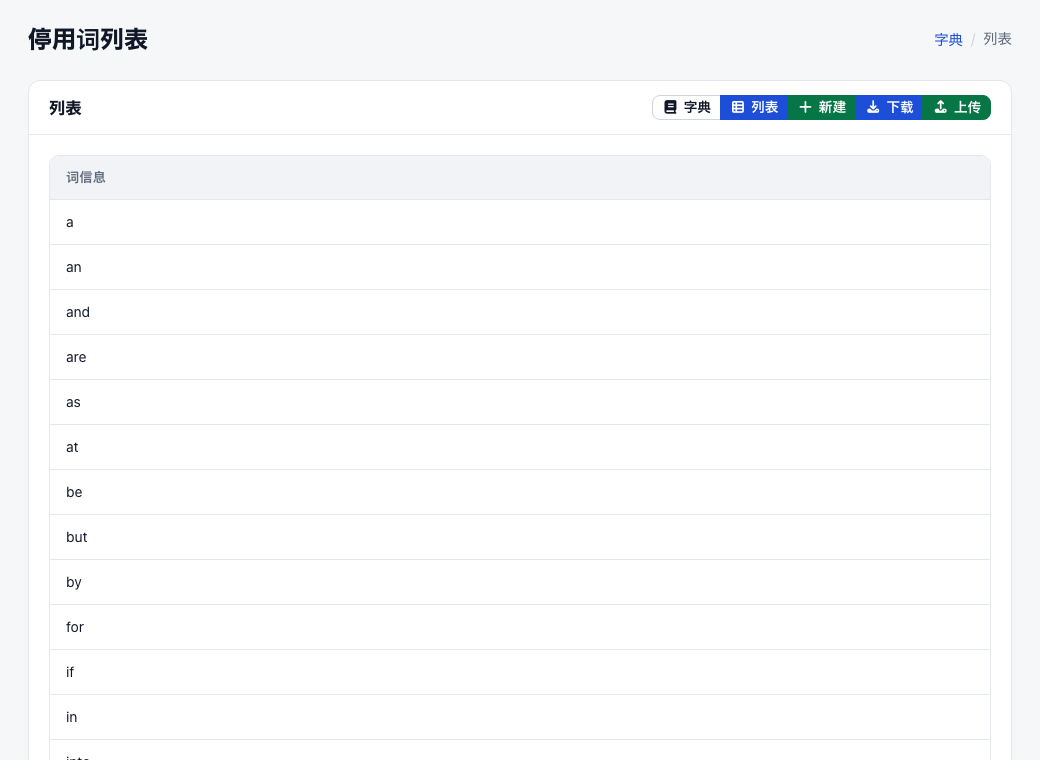 停用词列表
字典 / 列表
列表
字典 列表 新建 下载 上传
词信息
a
an
and
are
as
at
be
but
by
for
if
in
into